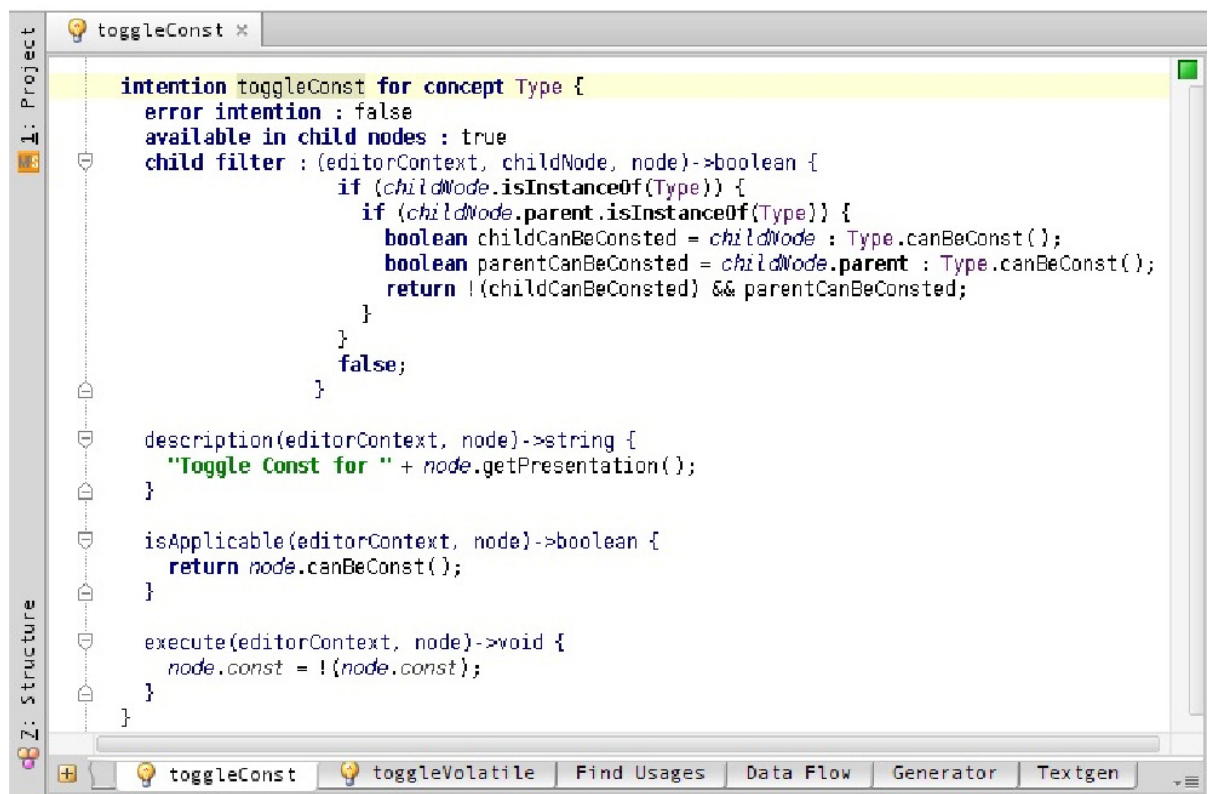 toggleConst ×
1: Project
intention toggleConst for concept Type {
error intention : false
available in child nodes : true
child filter : (editorContext, childNode, node)->boolean {
if (childNode.isInstanceOf(Type)) {
if (childNode.parent.isInstanceOf(Type)) {
boolean childCanBeConsted = childNode : Type.canBeConst();
boolean parentCanBeConsted = childNode.parent : Type.canBeConst();
return !(childCanBeConsted) && parentCanBeConsted;
}
}
false;
}
description(editorContext, node)->string {
"Toggle Const for " + node.getPresentation();
}
isApplicable(editorContext, node)->boolean {
return node.canBeConst();
}
execute(editorContext, node)->void {
node.const = !(node.const);
}
}
Z: Structure
toggleConst toggleVolatile Find Usages Data Flow Generator Textgen